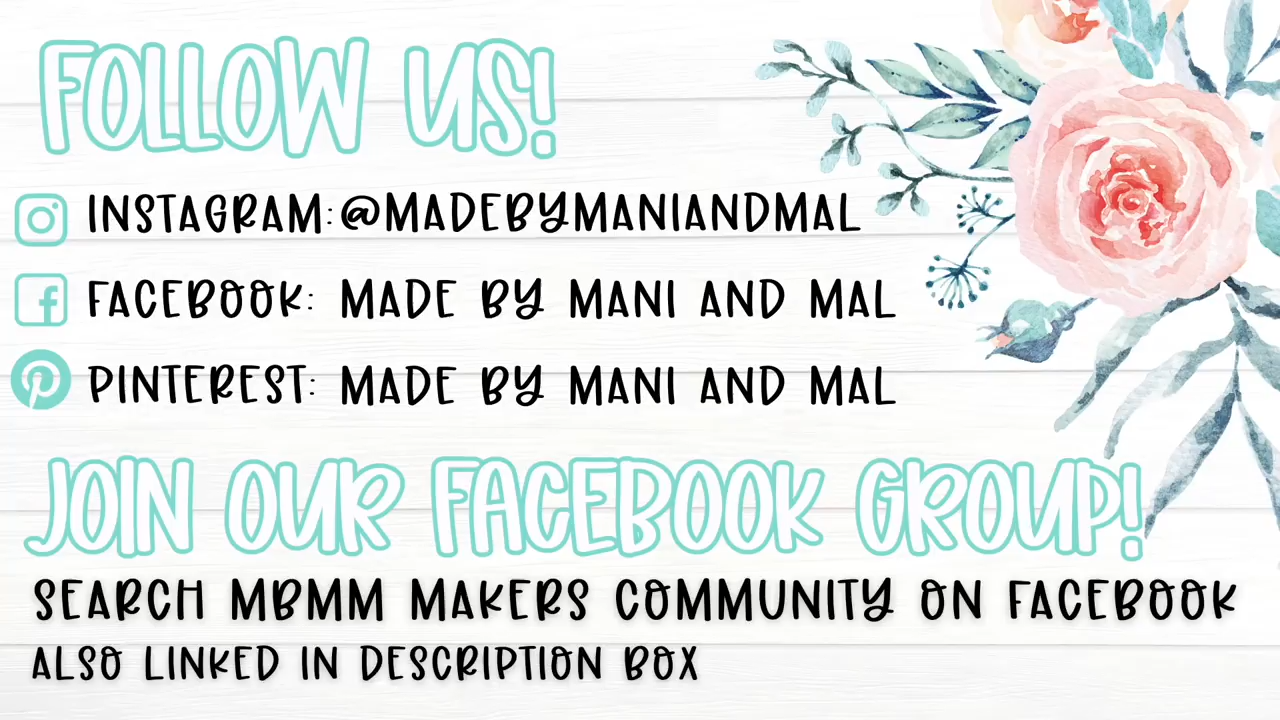 FOLLOW US!
INSTAGRAM:@MADEBYMANIANDMAL
FACEBOOK: MADE BY MANI AND MAL
PINTEREST: MADE BY MANI AND MAL
JOIN OUR FACEBOOK GROUP!
SEARCH MBMM MAKERS COMMUNITY ON FACEBOOK
ALSO LINKED IN DESCRIPTION BOX